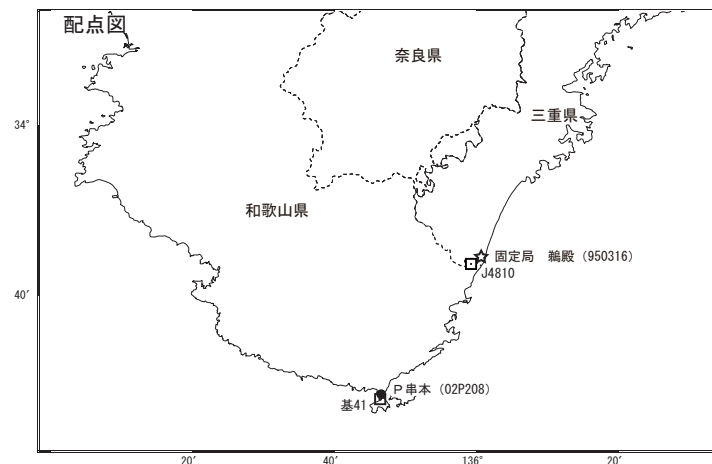 配点図
奈良県
34°
三重県
和歌山県
固定局 鵜殿(950316)
J4810
40′
P串本(02P208)
基41
20′
40′
136°
20′